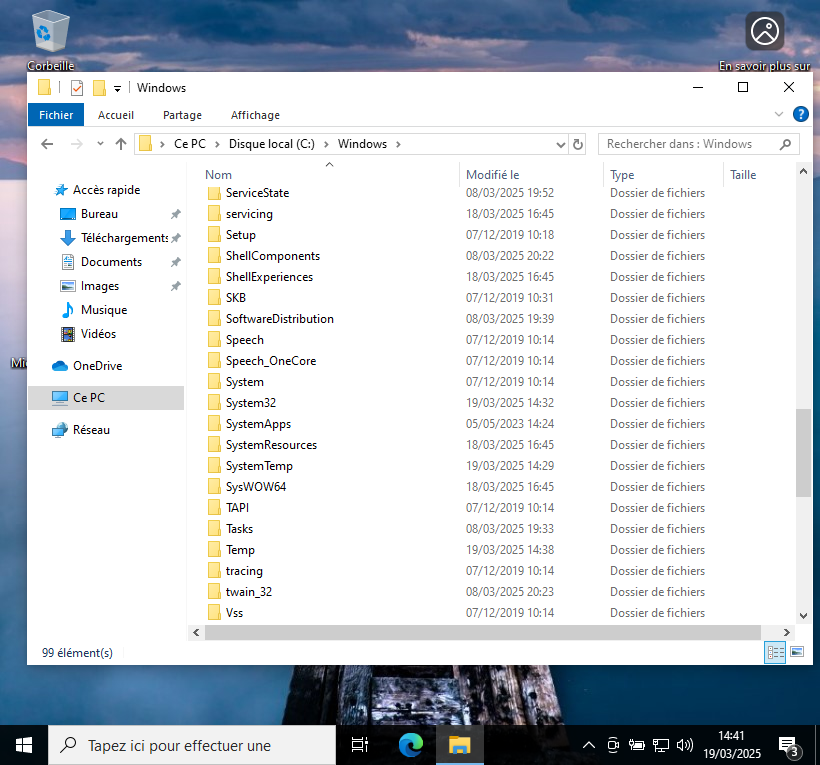 Corbeille
En savoir plus sur
Windows
Fichier
Accueil
Partage
Affichage
?
Ce PC > Disque local (C:) > Windows >
Rechercher dans : Windows
Nom Modifié le Type Taille
Accès rapide
Bureau
Téléchargements
Documents
Images
Musique
Vidéos
OneDrive
Ce PC
Réseau
ServiceState 08/03/2025 19:52 Dossier de fichiers
servicing 18/03/2025 16:45 Dossier de fichiers
Setup 07/12/2019 10:18 Dossier de fichiers
ShellComponents 08/03/2025 20:22 Dossier de fichiers
ShellExperiences 18/03/2025 16:45 Dossier de fichiers
SKB 07/12/2019 10:31 Dossier de fichiers
SoftwareDistribution 08/03/2025 19:39 Dossier de fichiers
Speech 07/12/2019 10:14 Dossier de fichiers
Speech_OneCore 07/12/2019 10:14 Dossier de fichiers
System 07/12/2019 10:14 Dossier de fichiers
System32 19/03/2025 14:32 Dossier de fichiers
SystemApps 05/05/2023 14:24 Dossier de fichiers
SystemResources 18/03/2025 16:45 Dossier de fichiers
SystemTemp 19/03/2025 14:29 Dossier de fichiers
SysWOW64 18/03/2025 16:45 Dossier de fichiers
TAPI 07/12/2019 10:14 Dossier de fichiers
Tasks 08/03/2025 19:33 Dossier de fichiers
Temp 19/03/2025 14:38 Dossier de fichiers
tracing 07/12/2019 10:14 Dossier de fichiers
twain_32 08/03/2025 20:23 Dossier de fichiers
Vss 07/12/2019 10:14 Dossier de fichiers
99 élément(s)
Tapez ici pour effectuer une
14:41
19/03/2025
3